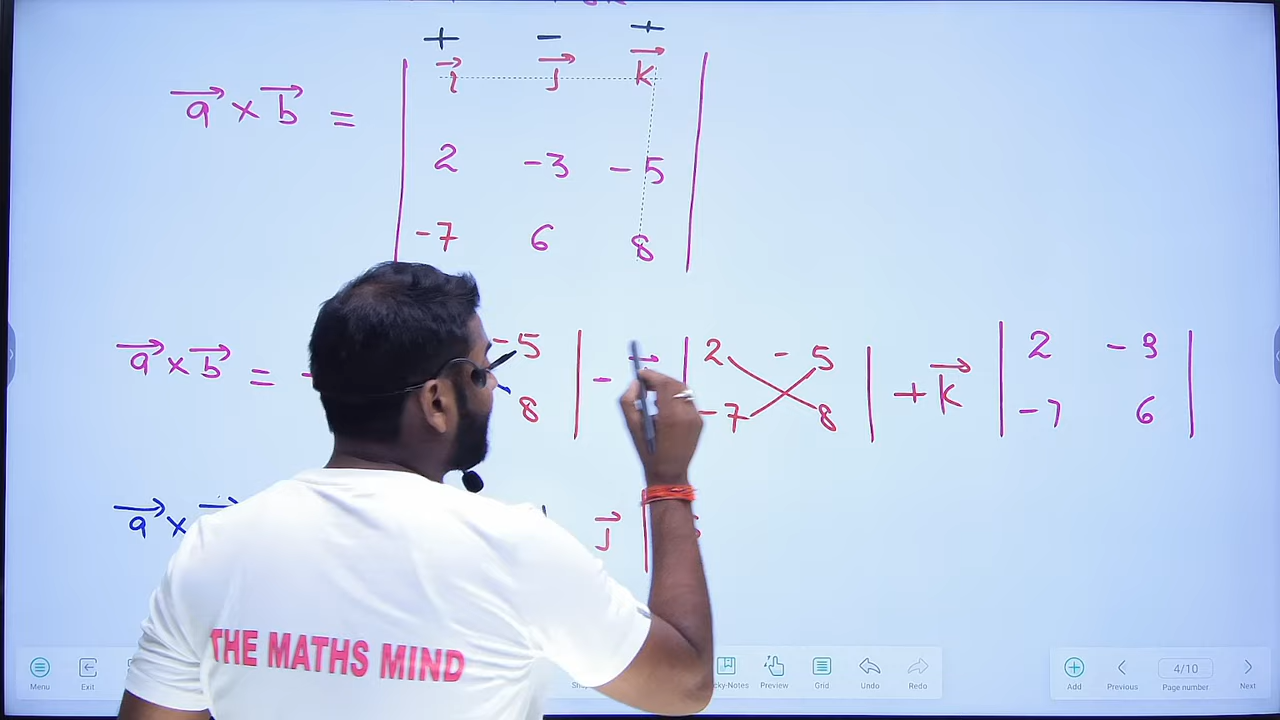 + - +
i⃗ j⃗ k⃗
a⃗ × b⃗ =
2 -3 -5
-7 6 8
a⃗ × b⃗ = -5 - 2 -5 + k⃗ 2 -3
8 -7 8 -7 6
a⃗ × j⃗
THE MATHS MIND
Menu Exit Preview Grid Undo Redo Add Previous 4/10 Page number Next